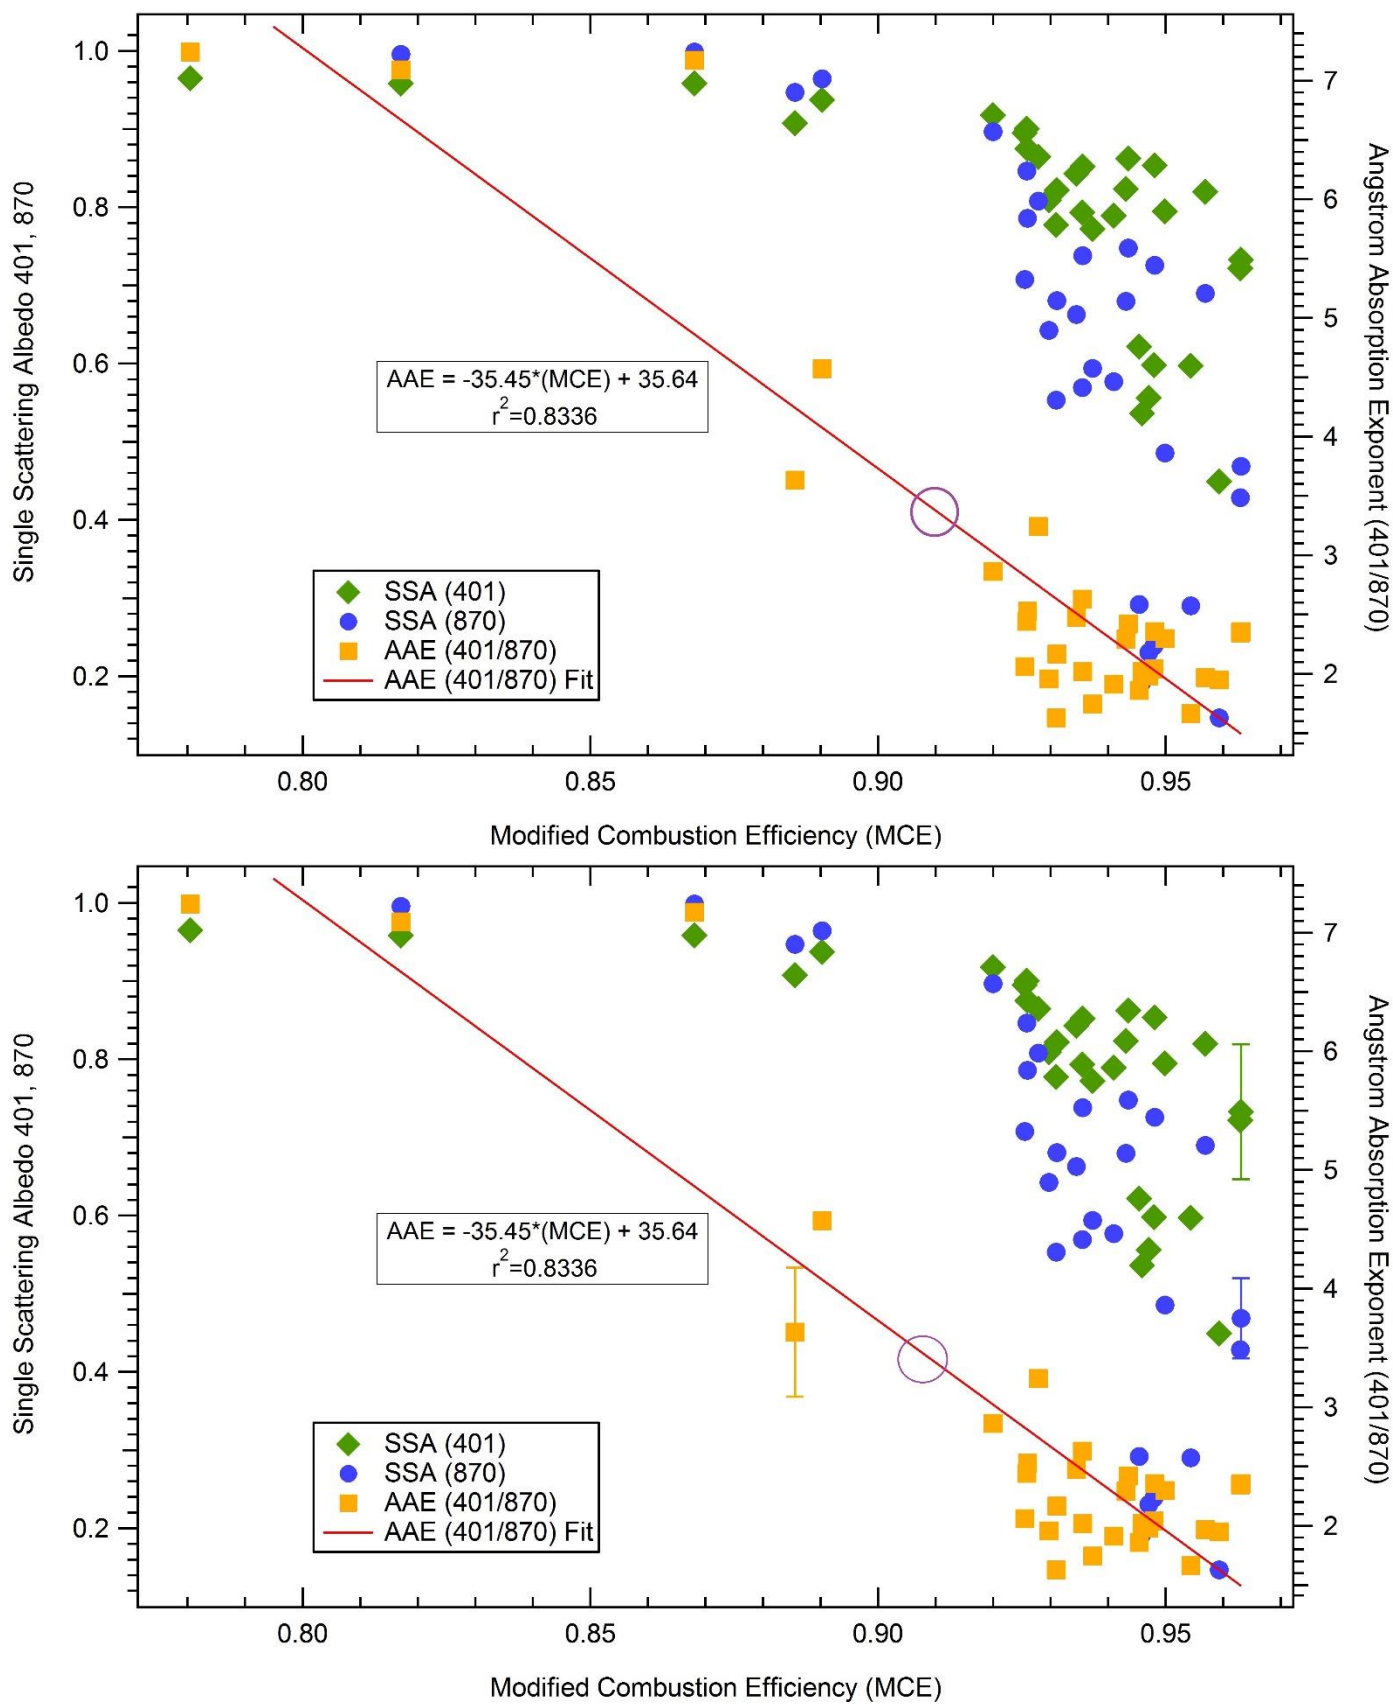 1.0
0.8
0.6
0.4
0.2
Single Scattering Albedo 401, 870
7
6
5
4
3
2
Angstrom Absorption Exponent (401/870)
AAE = -35.45*(MCE) + 35.64
r²=0.8336
SSA (401)
SSA (870)
AAE (401/870)
AAE (401/870) Fit
0.80 0.85 0.90 0.95
Modified Combustion Efficiency (MCE)
1.0
0.8
0.6
0.4
0.2
Single Scattering Albedo 401, 870
7
6
5
4
3
2
Angstrom Absorption Exponent (401/870)
AAE = -35.45*(MCE) + 35.64
r²=0.8336
SSA (401)
SSA (870)
AAE (401/870)
AAE (401/870) Fit
0.80 0.85 0.90 0.95
Modified Combustion Efficiency (MCE)